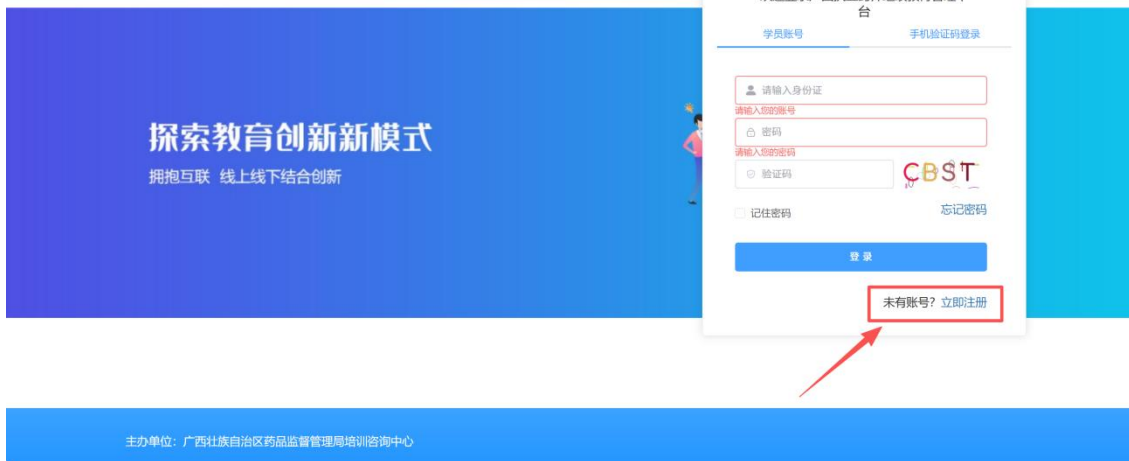 台
学员账号
手机验证码登录
请输入身份证
请输入您的账号
密码
请输入您的密码
验证码
CBST
记住密码
忘记密码
登 录
未有账号？ 立即注册
探索教育创新新模式
拥抱互联 线上线下结合创新
主办单位：广西壮族自治区药品监督管理局培训咨询中心